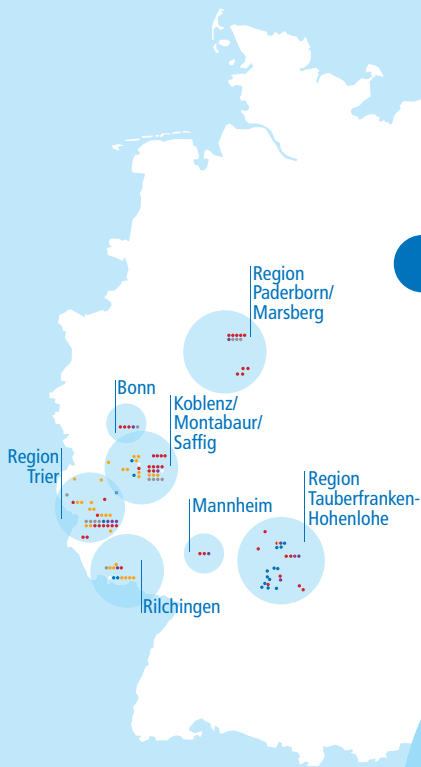 Region
Paderborn/
Marsberg
Bonn
Koblenz/
Montabaur/
Saffig
Region
Trier
Mannheim
Region
Tauberfranken-
Hohenlohe
Rilchingen